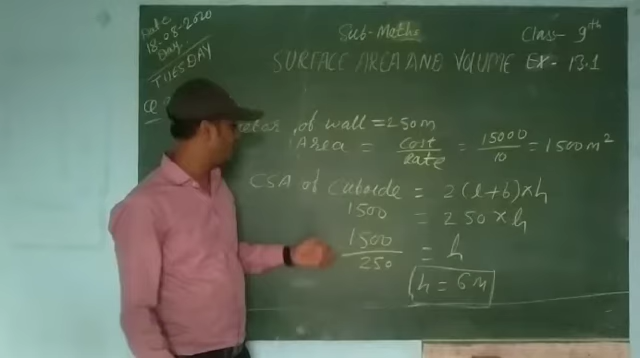 Date
18-08-2020
Day
TUESDAY
Sub-Maths
Class- 9th
SURFACE AREA AND VOLUME EX- 13.1
Q
of wall = 250m
Area = Cost/Rate = 15000/10 = 1500 m²
CSA of Cuboide = 2(l+b)×h
1500 = 250×h
1500/250 = h
h = 6m